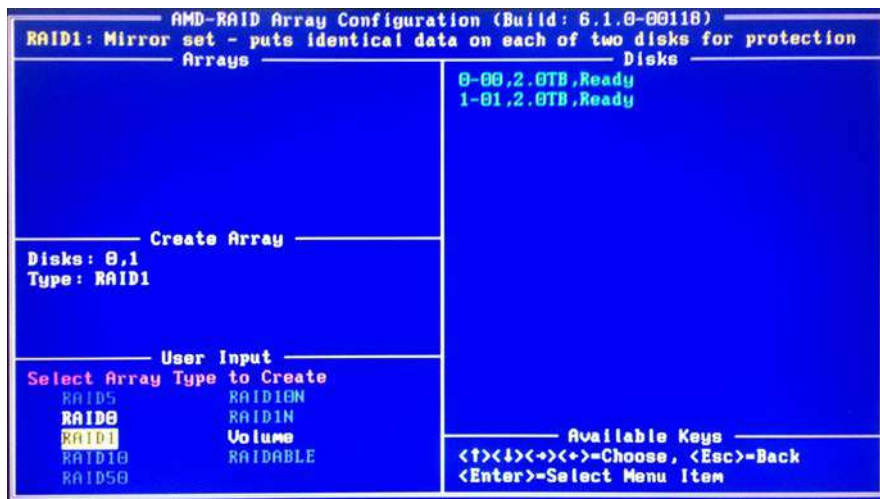 AMD-RAID Array Configuration (Build: 6.1.0-00118)
RAID1: Mirror set - puts identical data on each of two disks for protection
Arrays
Disks
0-00,2.0TB,Ready
1-01,2.0TB,Ready
Create Array
Disks: 0,1
Type: RAID1
User Input
Select Array Type to Create
RAID5 RAID10N
RAID0 RAID1N
RAID1 Volume
RAID10 RAIDABLE
RAID50
Available Keys
<↑><↓><→><←>=Choose, <Esc>=Back
<Enter>=Select Menu Item